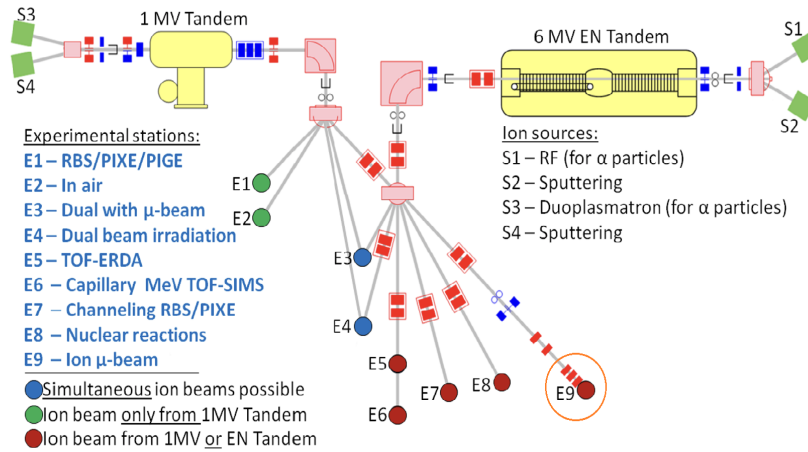 S3
S4
1 MV Tandem
6 MV EN Tandem
S1
S2
Experimental stations:
E1 – RBS/PIXE/PIGE
E2 – In air
E3 – Dual with µ-beam
E4 – Dual beam irradiation
E5 – TOF-ERDA
E6 – Capillary MeV TOF-SIMS
E7 – Channeling RBS/PIXE
E8 – Nuclear reactions
E9 – Ion µ-beam
Simultaneous ion beams possible
Ion beam only from 1MV Tandem
Ion beam from 1MV or EN Tandem
Ion sources:
S1 – RF (for α particles)
S2 – Sputtering
S3 – Duoplasmatron (for α particles)
S4 – Sputtering
E1
E2
E3
E4
E5
E6
E7
E8
E9